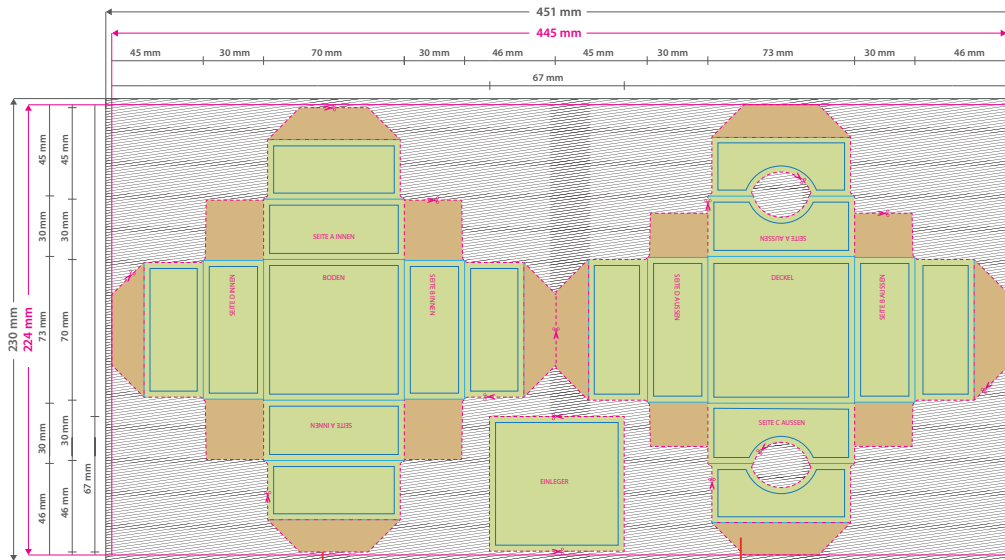 451 mm
445 mm
45 mm 30 mm 70 mm 30 mm 46 mm 45 mm 30 mm 73 mm 30 mm 46 mm
67 mm
230 mm
224 mm
45 mm 30 mm 73 mm 30 mm 46 mm
45 mm 30 mm 70 mm 30 mm 46 mm
67 mm
SEITE A INNEN
SEITE D INNEN
BODEN
SEITE B INNEN
SEITE A INNEN
EINLEGER
SEITE A AUSSEN
SEITE D AUSSEN
DECKEL
SEITE B AUSSEN
SEITE C AUSSEN